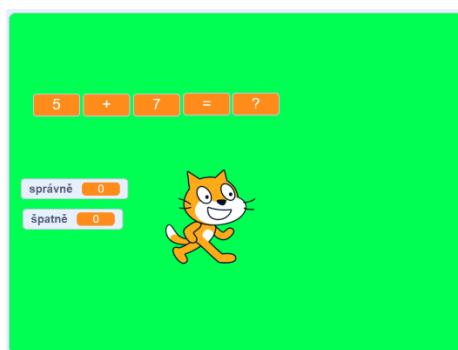 5 + 7 = ?
správně 0
špatně 0